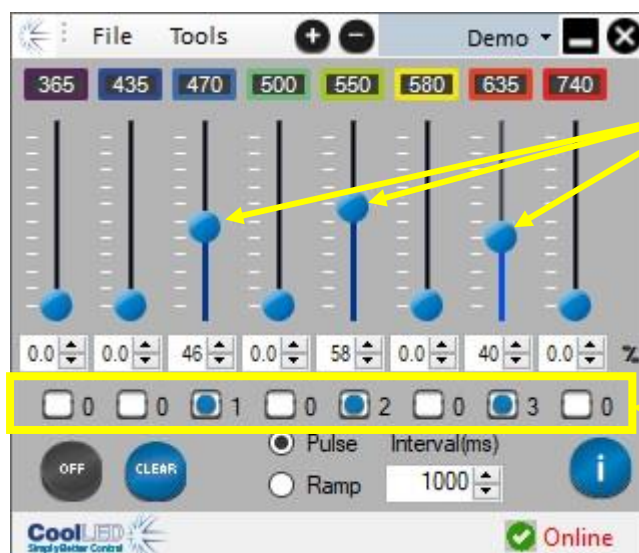 File Tools Demo
365 435 470 500 550 580 635 740
0.0 0.0 46 0.0 58 0.0 40 0.0 %
0 0 1 0 2 0 3 0
OFF CLEAR Pulse Interval(ms) i
Ramp 1000
CoolLED
Simply Better Control
Online